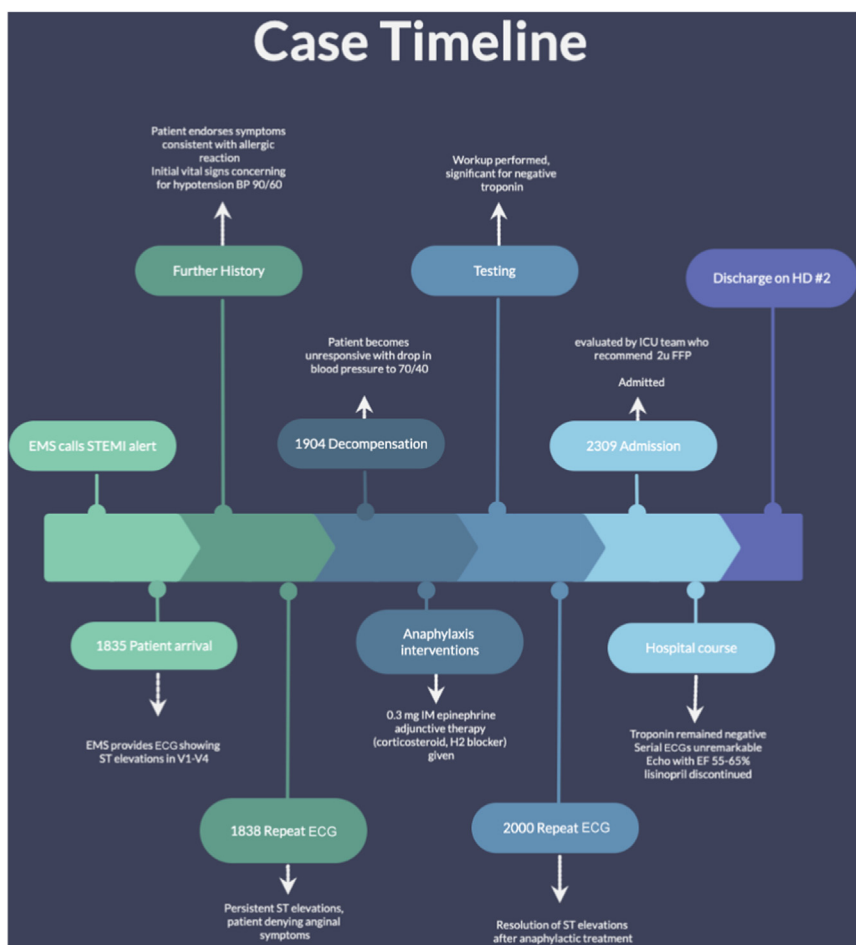 Case Timeline
Patient endorses symptoms
consistent with allergic
reaction
Initial vital signs concerning
for hypotension BP 90/60
Further History
Workup performed,
significant for negative
troponin
Testing
Discharge on HD #2
EMS calls STEMI alert
Patient becomes
unresponsive with drop in
blood pressure to 70/40
1904 Decompensation
evaluated by ICU team who
recommend 2u FFP
Admitted
2309 Admission
1835 Patient arrival
EMS provides ECG showing
ST elevations in V1-V4
1838 Repeat ECG
Persistent ST elevations,
patient denying anginal
symptoms
Anaphylaxis
interventions
0.3 mg IM epinephrine
adjunctive therapy
(corticosteroid, H2 blocker)
given
2000 Repeat ECG
Resolution of ST elevations
after anaphylactic treatment
Hospital course
Troponin remained negative
Serial ECGs unremarkable
Echo with EF 55-65%
lisinopril discontinued